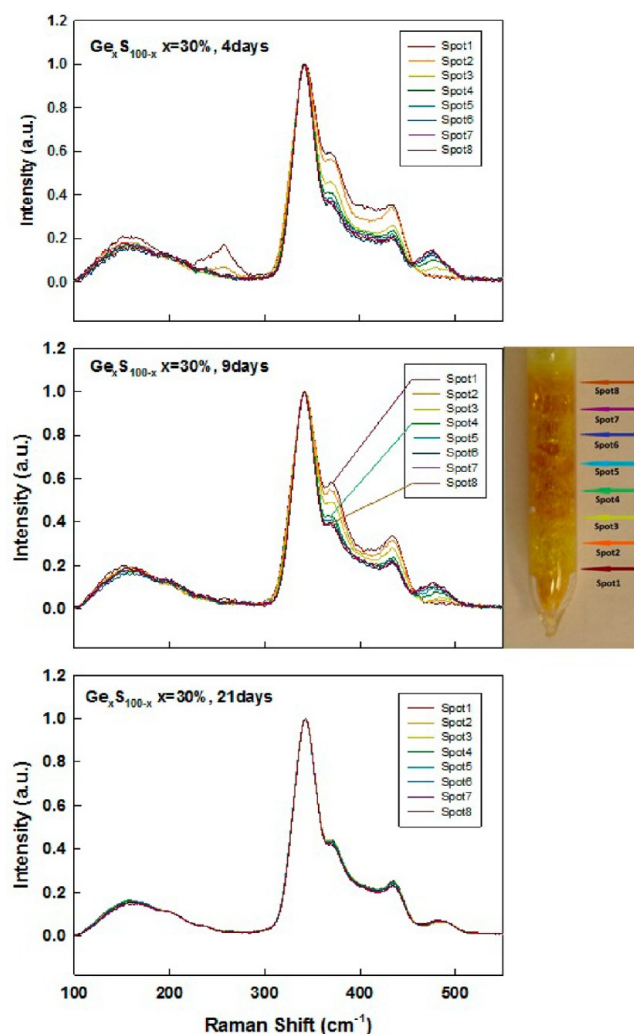 Ge_xS_100-x x=30%, 4days
Spot1
Spot2
Spot3
Spot4
Spot5
Spot6
Spot7
Spot8
Intensity (a.u.)
1.2
1.0
0.8
0.6
0.4
0.2
0.0
Ge_xS_100-x x=30%, 9days
Spot1
Spot2
Spot3
Spot4
Spot5
Spot6
Spot7
Spot8
Intensity (a.u.)
1.2
1.0
0.8
0.6
0.4
0.2
0.0
Spot8
Spot7
Spot6
Spot5
Spot4
Spot3
Spot2
Spot1
Ge_xS_100-x x=30%, 21days
Spot1
Spot2
Spot3
Spot4
Spot5
Spot6
Spot7
Spot8
Intensity (a.u.)
1.2
1.0
0.8
0.6
0.4
0.2
0.0
100 200 300 400 500
Raman Shift (cm⁻¹)